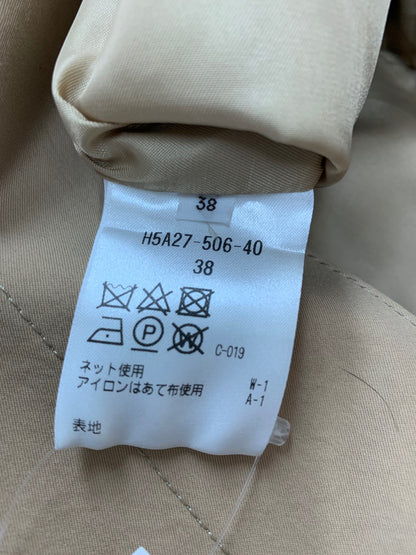 38
H5A27-506-40
38
P W C-019
ネット使用 W-1
アイロンはあて布使用 A-1
表地